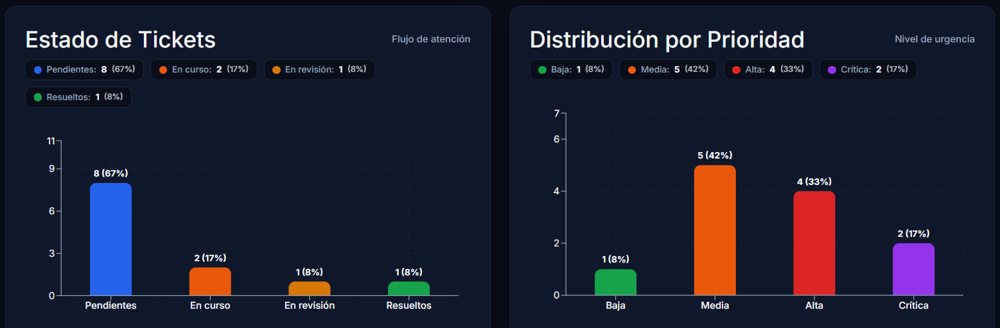 Estado de Tickets
Flujo de atención
Pendientes: 8 (67%)
En curso: 2 (17%)
En revisión: 1 (8%)
Resueltos: 1 (8%)
11
9
6
3
0
8 (67%)
2 (17%)
1 (8%)
1 (8%)
Pendientes
En curso
En revisión
Resueltos
Distribución por Prioridad
Nivel de urgencia
Baja: 1 (8%)
Media: 5 (42%)
Alta: 4 (33%)
Crítica: 2 (17%)
7
6
4
2
0
1 (8%)
5 (42%)
4 (33%)
2 (17%)
Baja
Media
Alta
Crítica